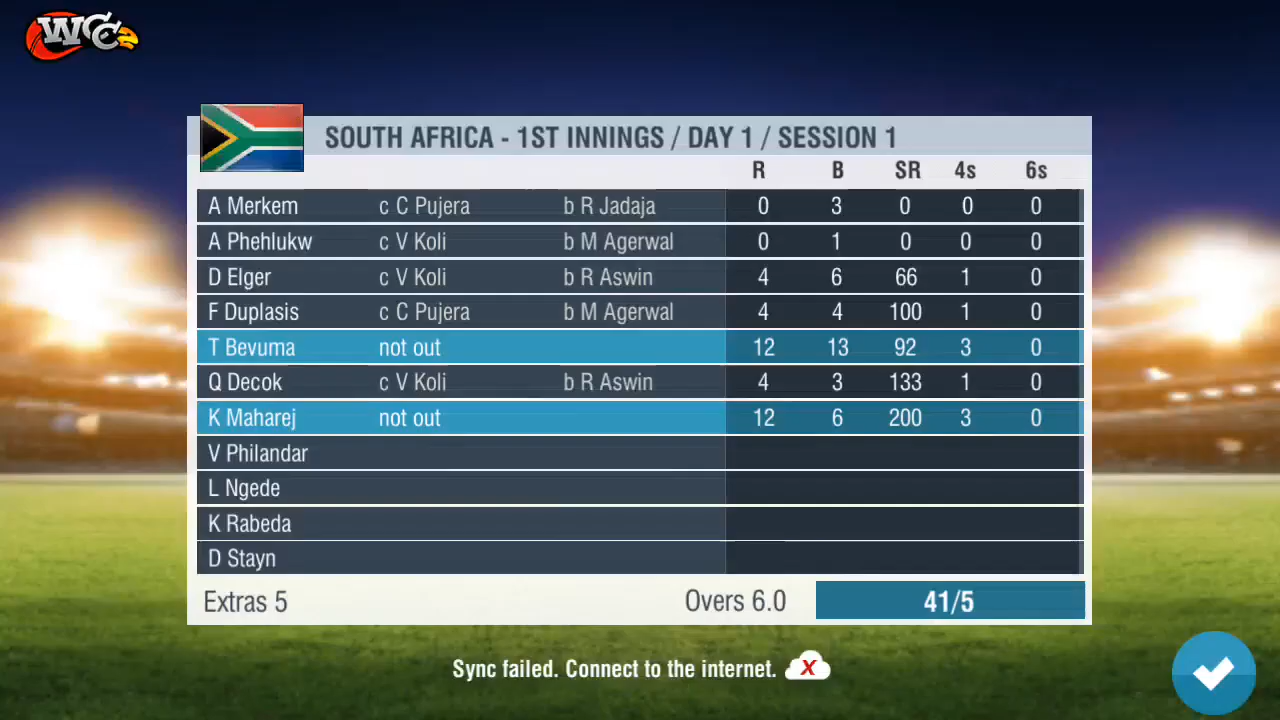 WCC
SOUTH AFRICA - 1ST INNINGS / DAY 1 / SESSION 1
R B SR 4s 6s
A Merkem c C Pujera b R Jadaja 0 3 0 0 0
A Phehlukw c V Koli b M Agerwal 0 1 0 0 0
D Elger c V Koli b R Aswin 4 6 66 1 0
F Duplasis c C Pujera b M Agerwal 4 4 100 1 0
T Bevuma not out 12 13 92 3 0
Q Decok c V Koli b R Aswin 4 3 133 1 0
K Maharej not out 12 6 200 3 0
V Philandar
L Ngede
K Rabeda
D Stayn
Extras 5 Overs 6.0 41/5
Sync failed. Connect to the internet. X